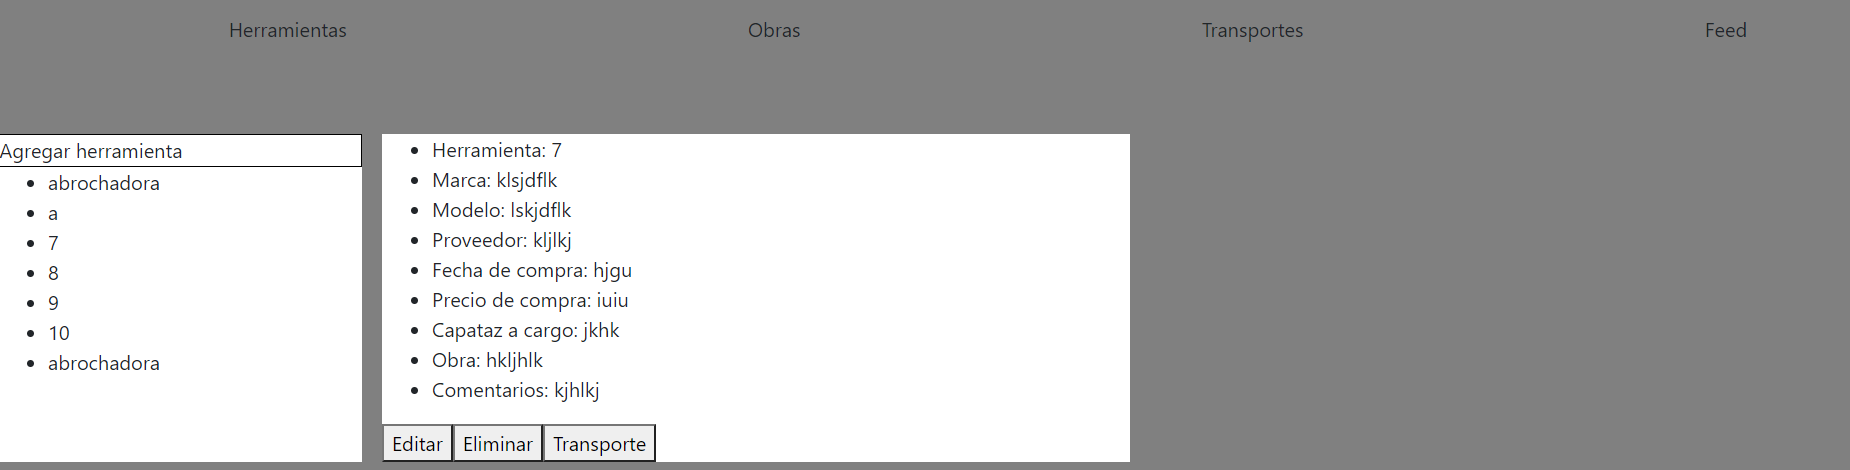 Herramientas Obras Transportes Feed
Agregar herramienta
abrochadora
a
7
8
9
10
abrochadora
Herramienta: 7
Marca: klsjdflk
Modelo: lskjdflk
Proveedor: kljlkj
Fecha de compra: hjgu
Precio de compra: iuiu
Capataz a cargo: jkhk
Obra: hkljhlk
Comentarios: kjhlkj
Editar Eliminar Transporte